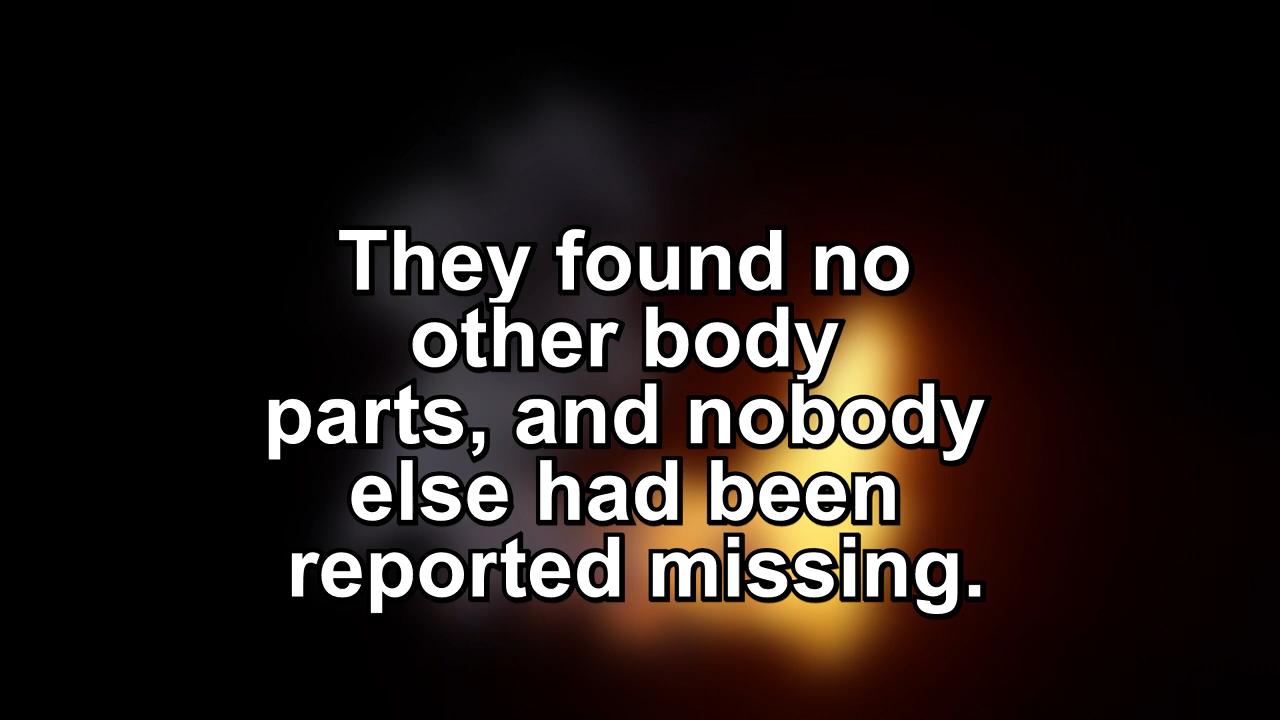 They found no
other body
parts, and nobody
else had been
reported missing.